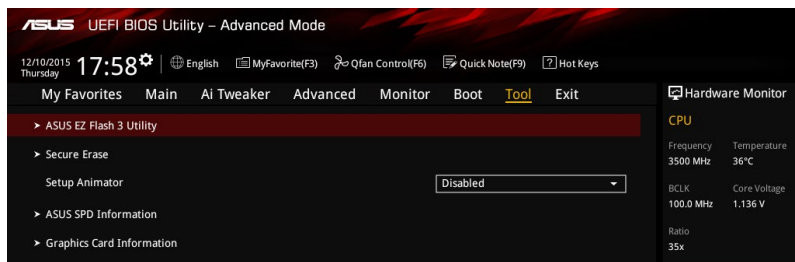 ASUS UEFI BIOS Utility – Advanced Mode
12/10/2015 Thursday 17:58 English MyFavorite(F3) Qfan Control(F6) Quick Note(F9) ? Hot Keys
My Favorites Main Ai Tweaker Advanced Monitor Boot Tool Exit
> ASUS EZ Flash 3 Utility
> Secure Erase
Setup Animator Disabled
> ASUS SPD Information
> Graphics Card Information
Hardware Monitor
CPU
Frequency Temperature
3500 MHz 36°C
BCLK Core Voltage
100.0 MHz 1.136 V
Ratio
35x